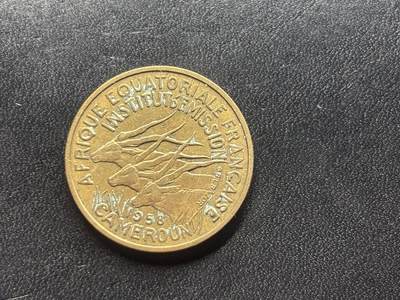 AFRIQUE EQUATORIALE FRANÇAISE
INSTITUT D'EMISSION
1958
CAMEROUN